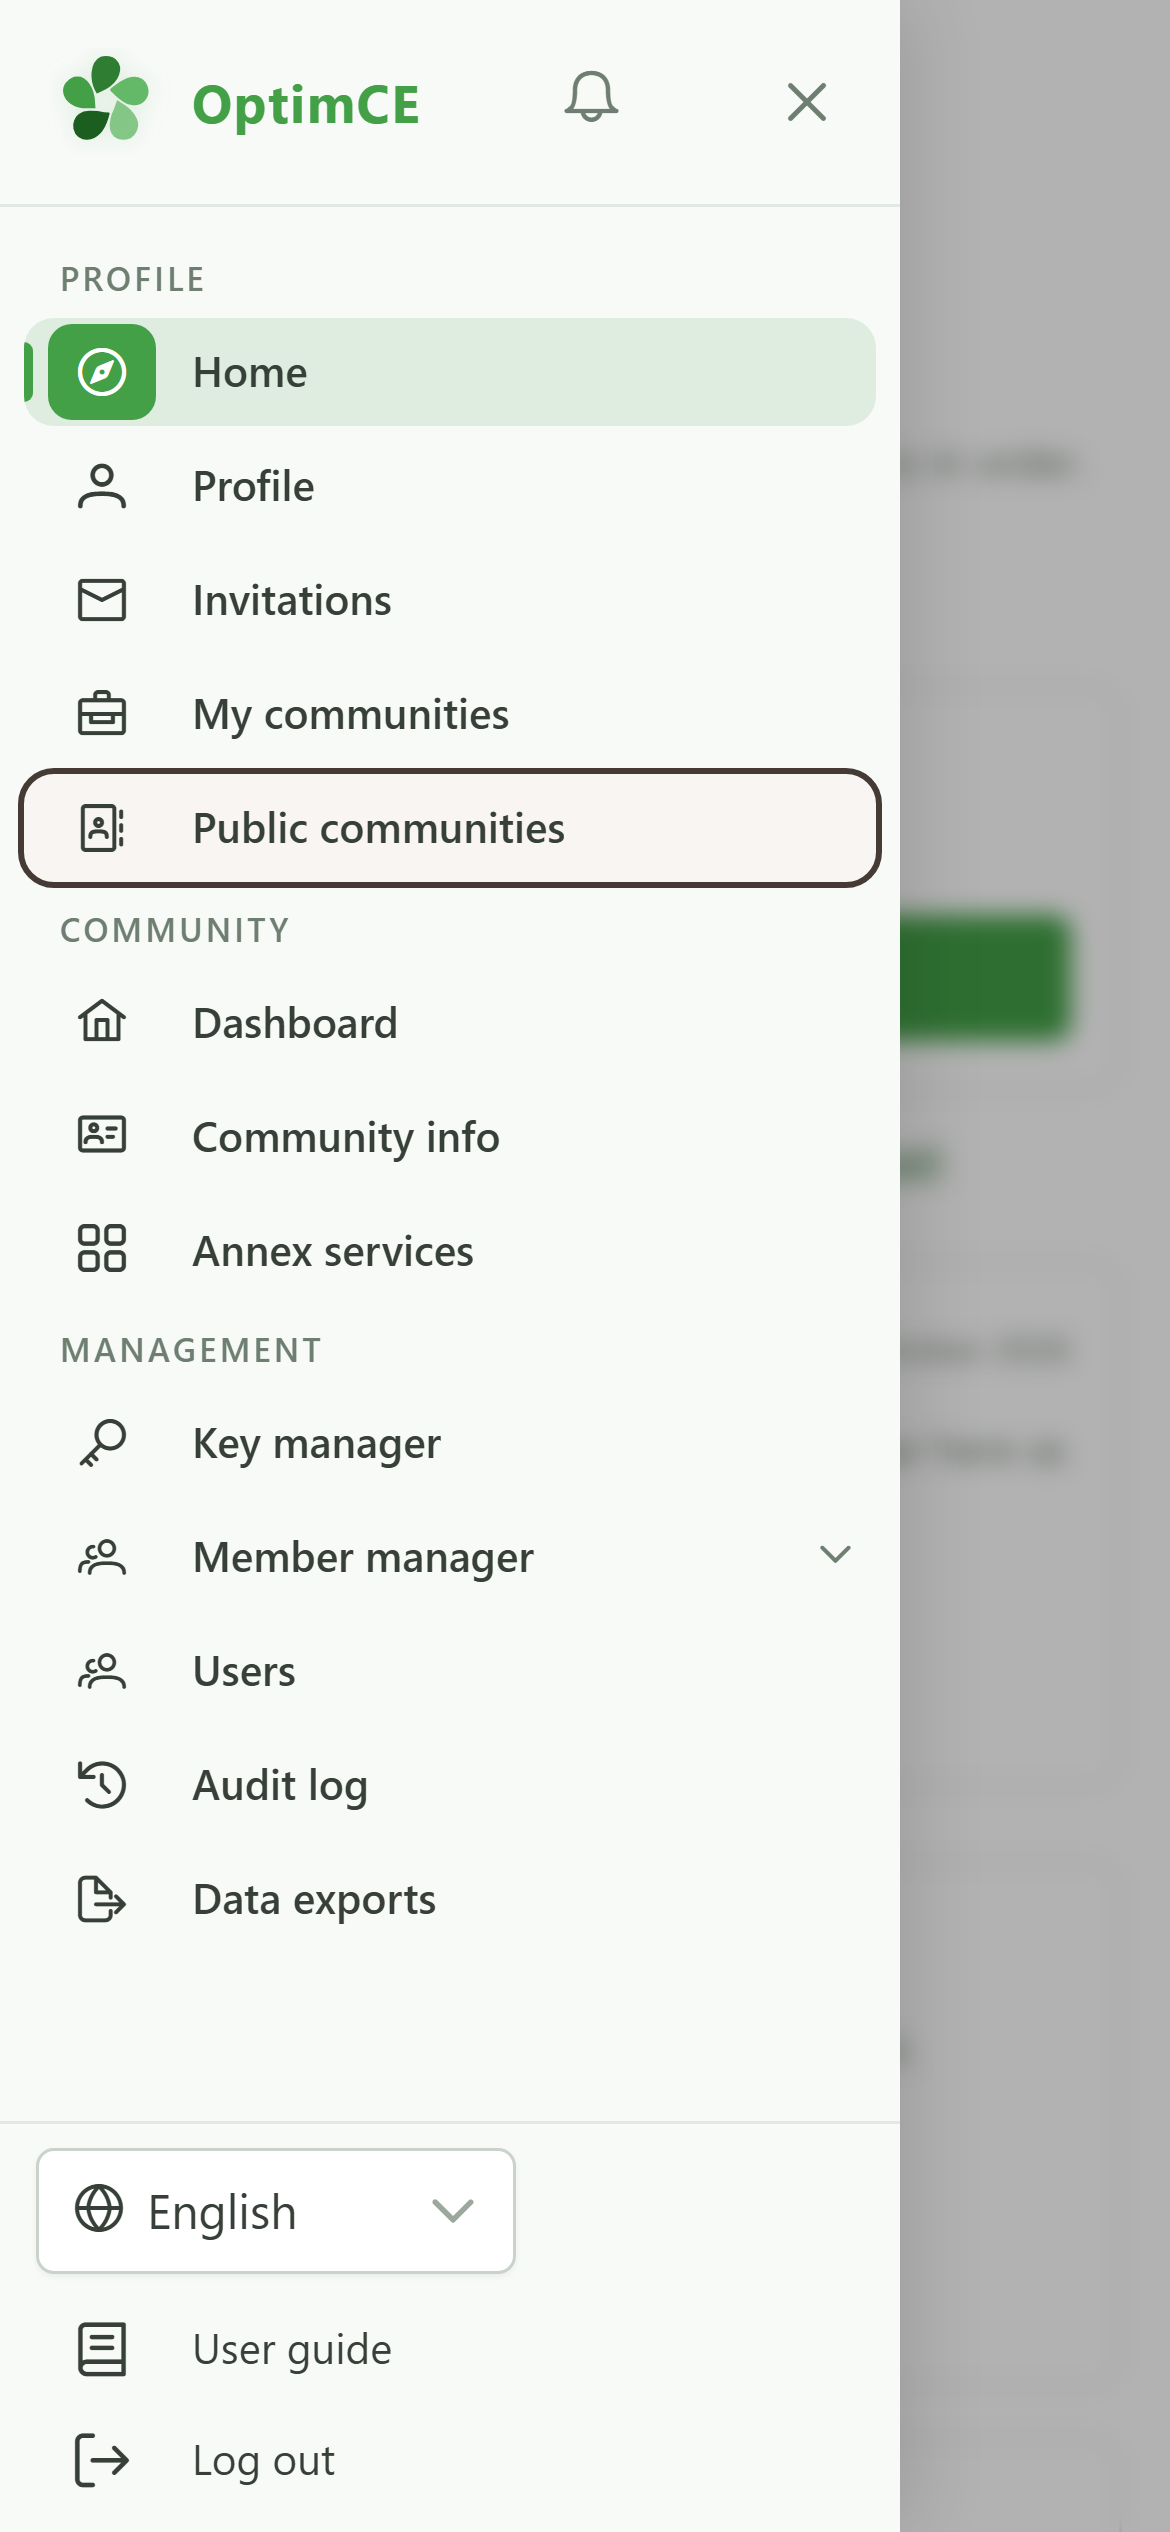 OptimCE
PROFILE
Home
Profile
Invitations
My communities
Public communities
COMMUNITY
Dashboard
Community info
Annex services
MANAGEMENT
Key manager
Member manager
Users
Audit log
Data exports
English
User guide
Log out